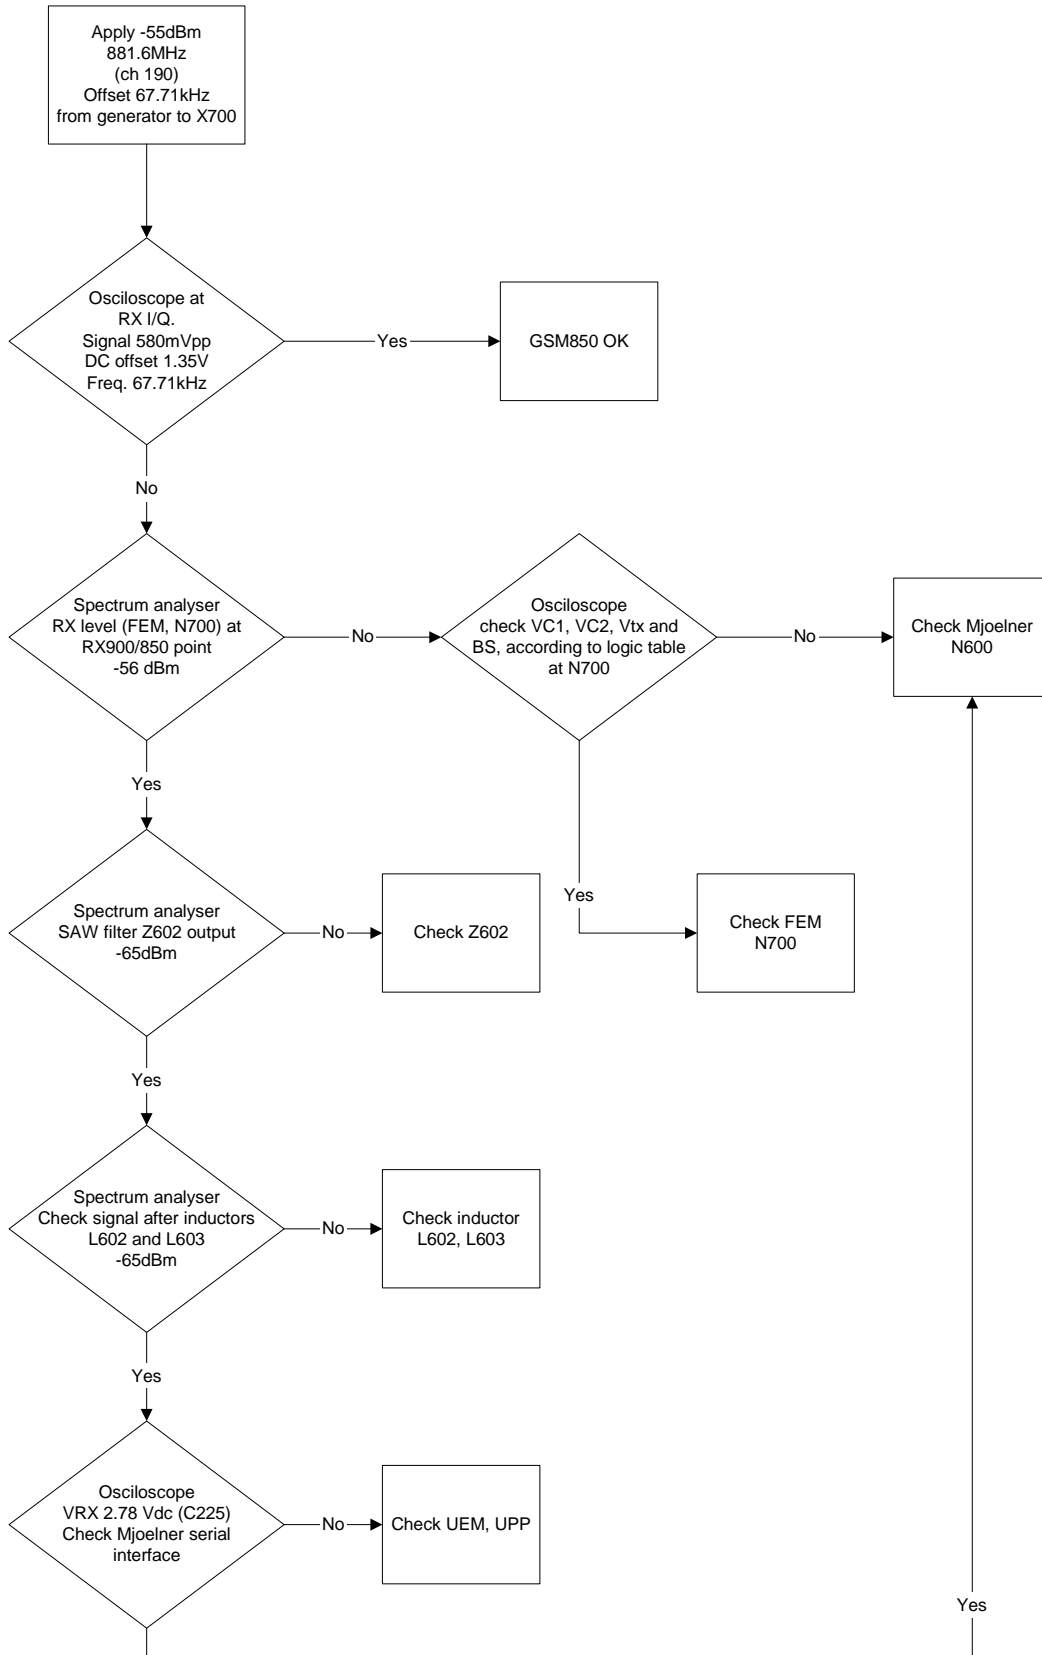 Apply -55dBm
881.6MHz
(ch 190)
Offset 67.71kHz
from generator to X700
Osciloscope at
RX I/Q.
Signal 580mVpp
DC offset 1.35V
Freq. 67.71kHz
Yes
GSM850 OK
No
Spectrum analyser
RX level (FEM, N700) at
RX900/850 point
-56 dBm
No
Osciloscope
check VC1, VC2, Vtx and
BS, according to logic table
at N700
No
Check Mjoelner
N600
Yes
Yes
Spectrum analyser
SAW filter Z602 output
-65dBm
No
Check Z602
Check FEM
N700
Yes
Spectrum analyser
Check signal after inductors
L602 and L603
-65dBm
No
Check inductor
L602, L603
Yes
Osciloscope
VRX 2.78 Vdc (C225)
Check Mjoelner serial
interface
No
Check UEM, UPP
Yes